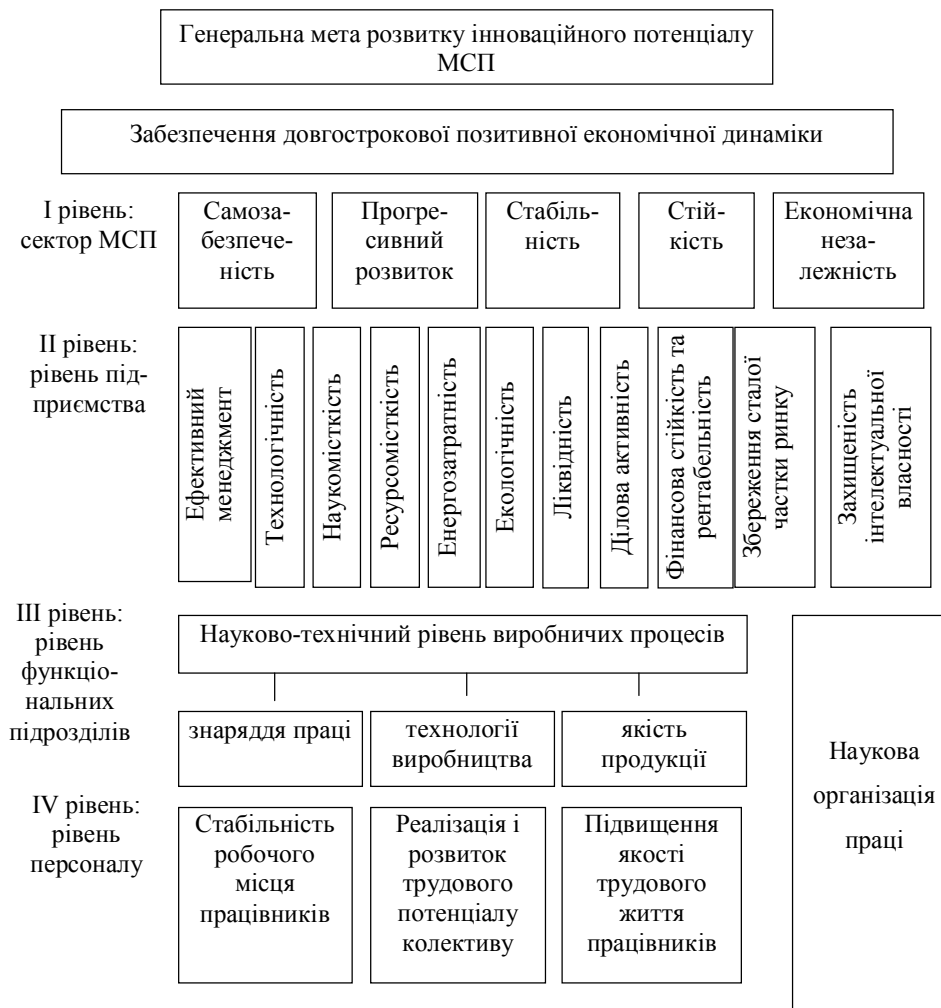 Генеральна мета розвитку інноваційного потенціалу
МСП
Забезпечення довгострокової позитивної економічної динаміки
I рівень:
сектор МСП
Самоза-
безпече-
ність
Прогре-
сивний
розвиток
Стабіль-
ність
Стій-
кість
Економічна
неза-
лежність
II рівень:
рівень під-
приємства
Ефективний
менеджмент
Технологічність
Наукомісткість
Ресурсомісткість
Енергозатратність
Екологічність
Ліквідність
Ділова активність
Фінансова стійкість та
рентабельність
Збереження сталої
частки ринку
Захищеність
інтелектуальної
власності
III рівень:
рівень
функціо-
нальних
підрозділів
Науково-технічний рівень виробничих процесів
знаряддя праці
технології
виробництва
якість
продукції
Наукова
організація
праці
IV рівень:
рівень
персоналу
Стабільність
робочого
місця
працівників
Реалізація і
розвиток
трудового
потенціалу
колективу
Підвищення
якості
трудового
життя
працівників